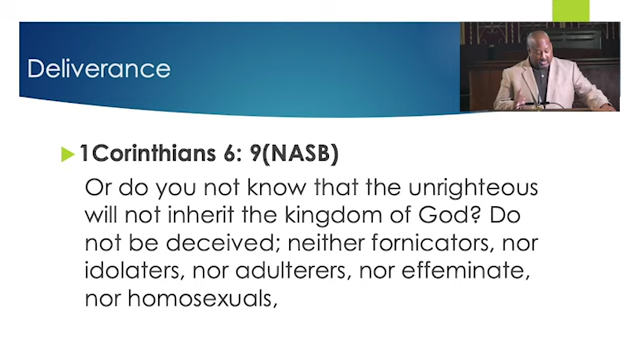 Deliverance
1Corinthians 6: 9(NASB)
Or do you not know that the unrighteous
will not inherit the kingdom of God? Do
not be deceived; neither fornicators, nor
idolaters, nor adulterers, nor effeminate,
nor homosexuals,